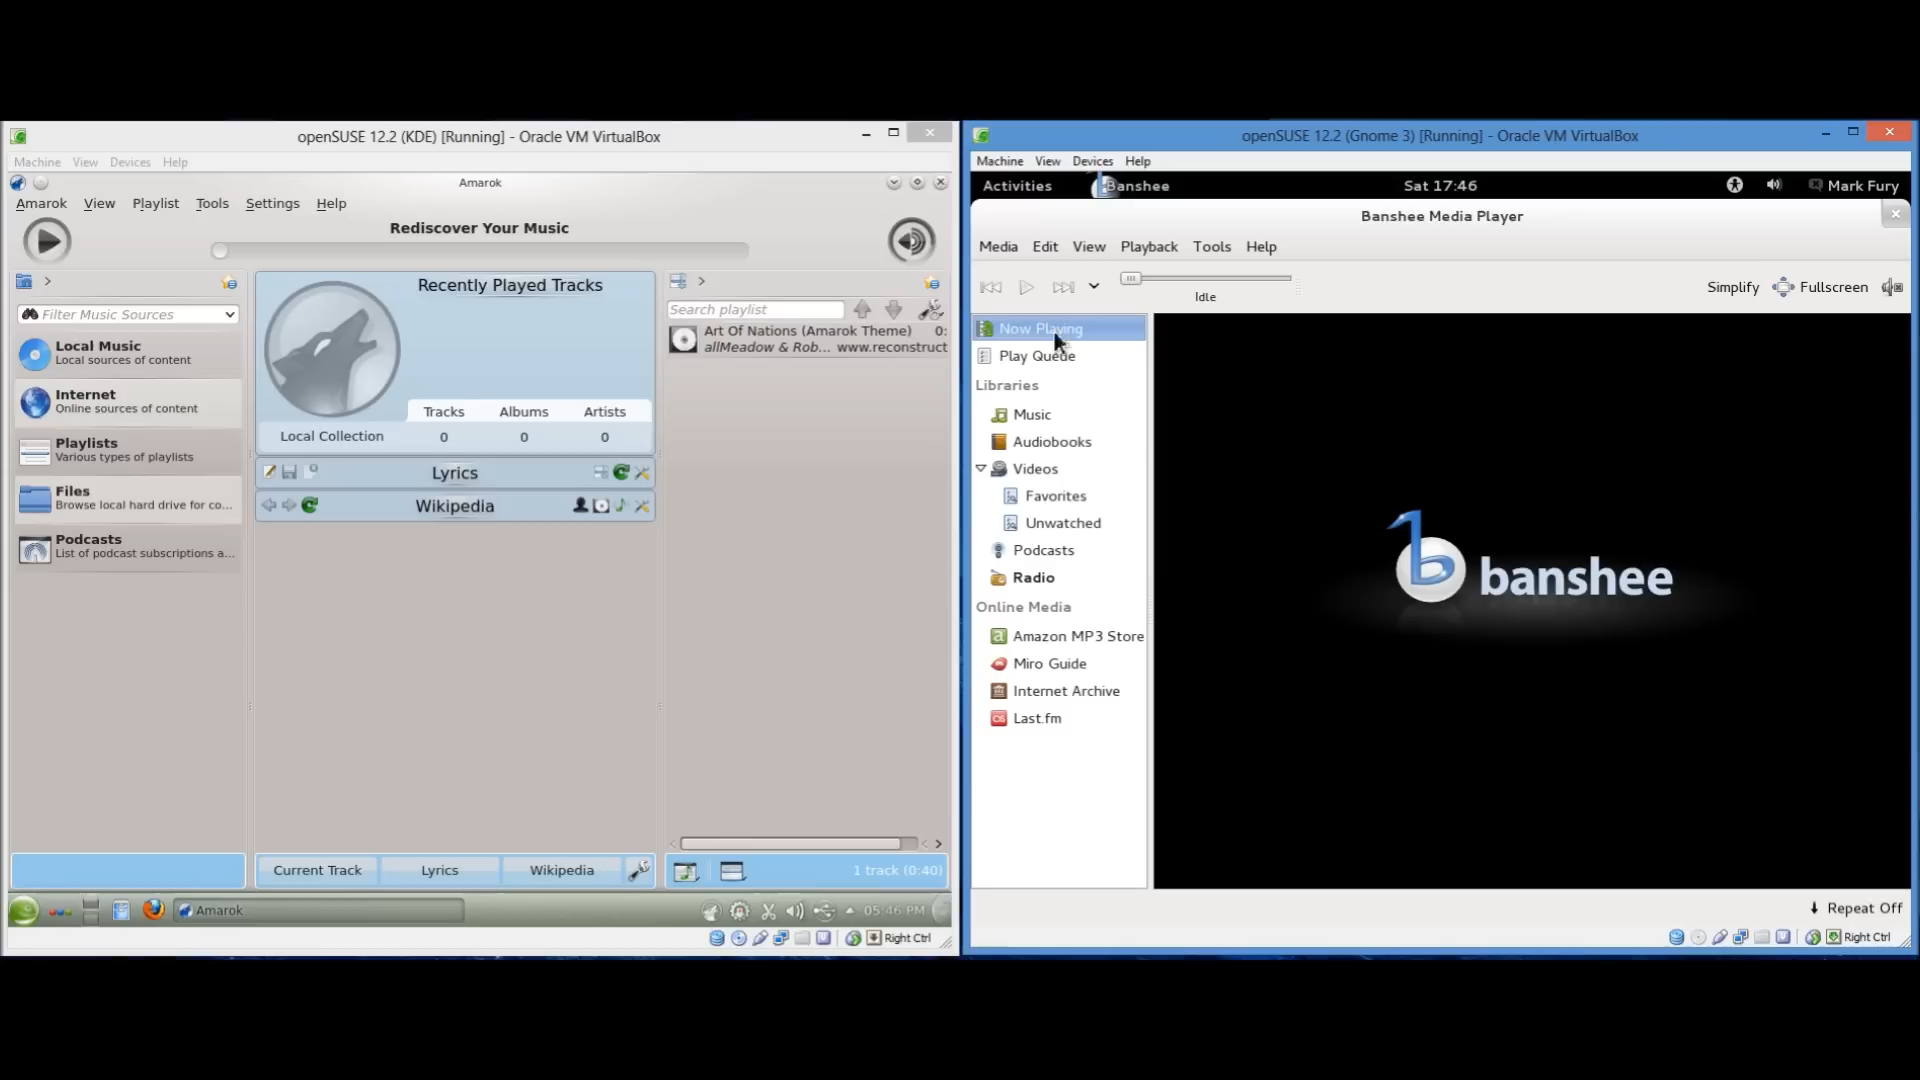 openSUSE 12.2 (KDE) [Running] - Oracle VM VirtualBox
Machine View Devices Help
Amarok
Amarok View Playlist Tools Settings Help
Rediscover Your Music
Filter Music Sources
Local Music
Local sources of content
Internet
Online sources of content
Playlists
Various types of playlists
Files
Browse local hard drive for co...
Podcasts
List of podcast subscriptions a...
Recently Played Tracks
Tracks Albums Artists
Local Collection 0 0 0
Lyrics
Wikipedia
Search playlist
Art Of Nations (Amarok Theme) 0:
allMeadow & Rob... www.reconstruct
Current Track Lyrics Wikipedia
1 track (0:40)
Amarok
05:46 PM
Right Ctrl
openSUSE 12.2 (Gnome 3) [Running] - Oracle VM VirtualBox
Machine View Devices Help
Activities Banshee Sat 17:46 Mark Fury
Banshee Media Player
Media Edit View Playback Tools Help
Idle
Simplify Fullscreen
Now Playing
Play Queue
Libraries
Music
Audiobooks
Videos
Favorites
Unwatched
Podcasts
Radio
Online Media
Amazon MP3 Store
Miro Guide
Internet Archive
Last.fm
banshee
Repeat Off
Right Ctrl